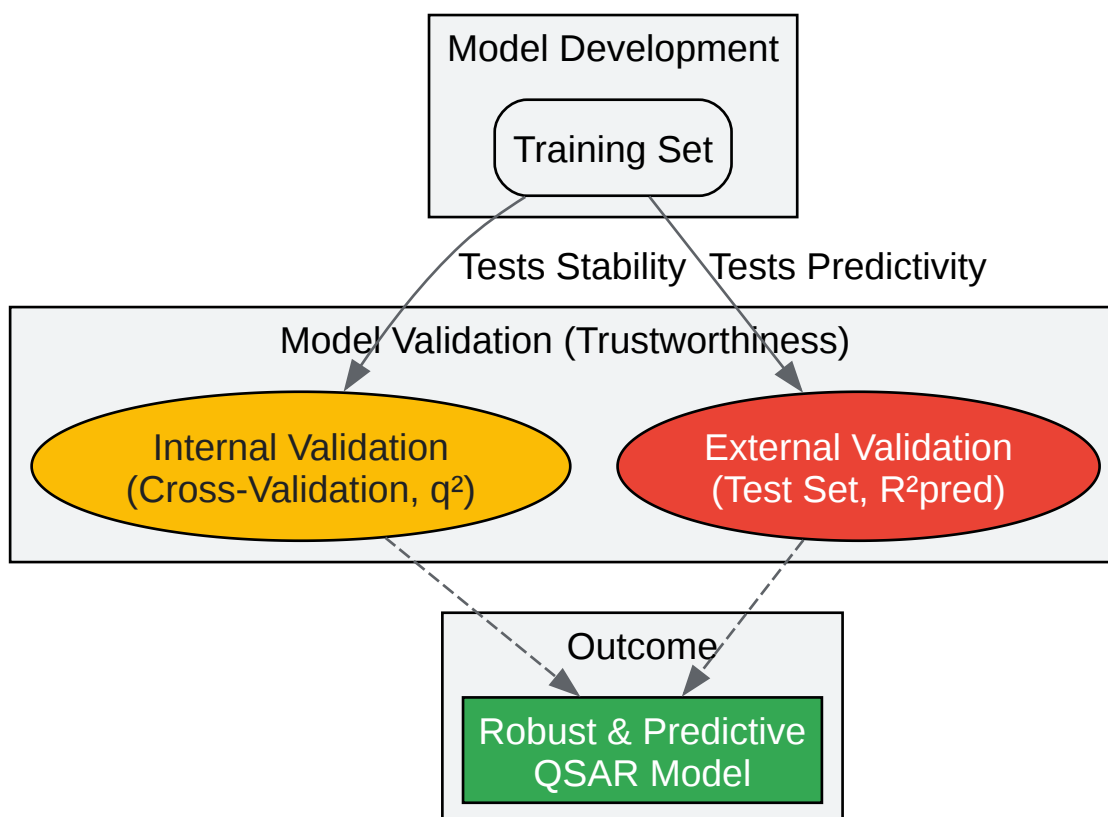 Model Development
Training Set
Tests Stability
Tests Predictivity
Model Validation (Trustworthiness)
Internal Validation
(Cross-Validation, q²)
External Validation
(Test Set, R²pred)
Outcome
Robust & Predictive
QSAR Model